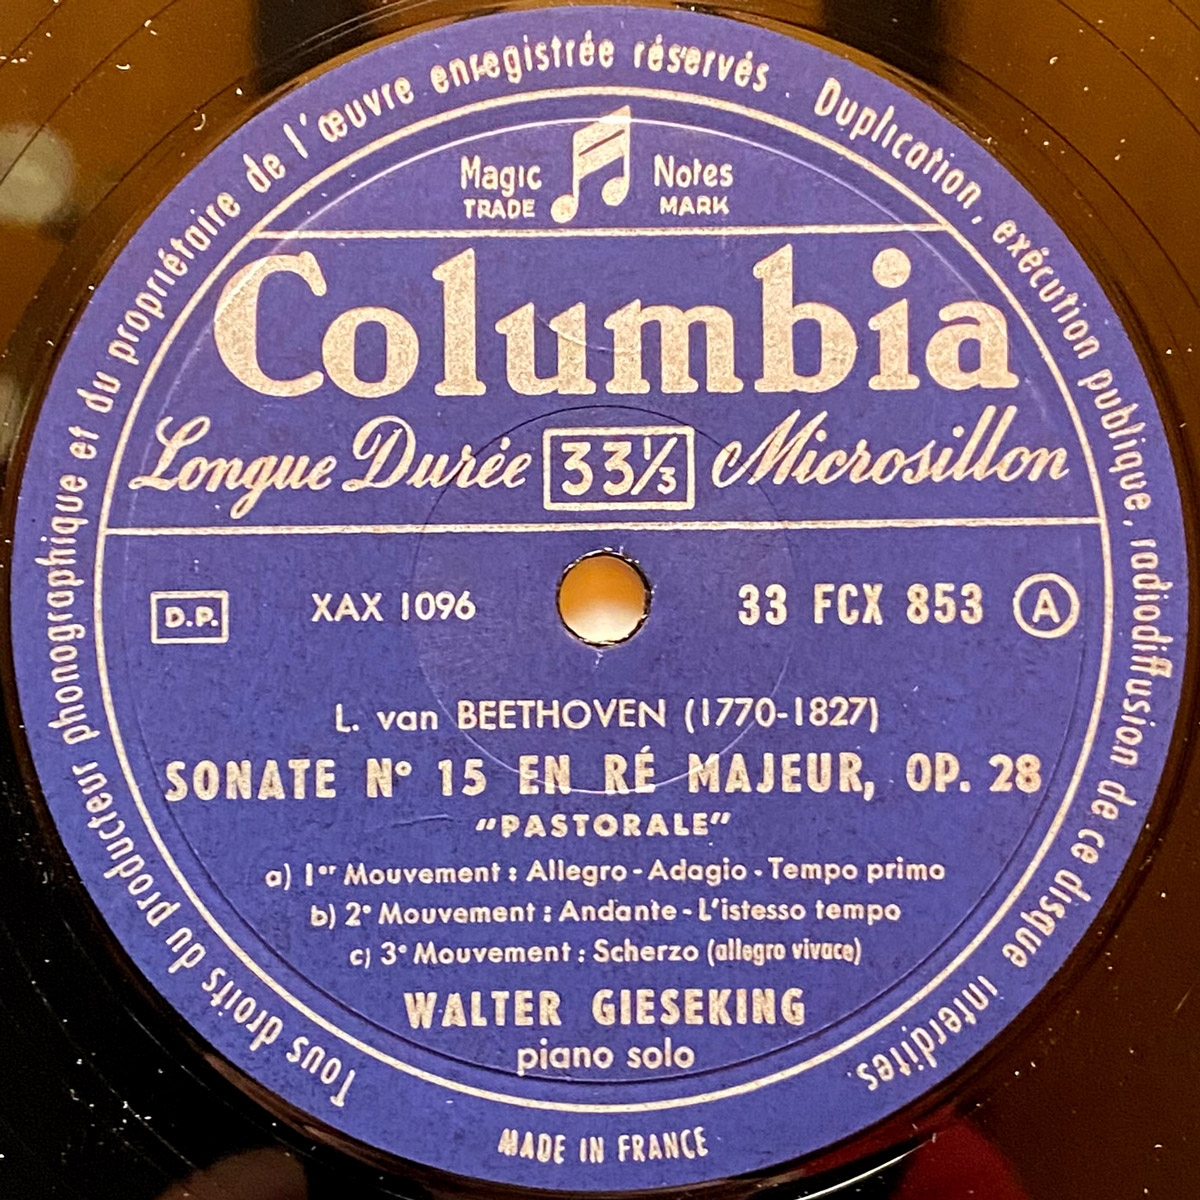 Tous droits du producteur phonographique et du propriétaire de l'œuvre enregistrée réservés. Duplication, exécution publique, radiodiffusion de ce disque interdites.
Magic Notes
TRADE MARK
Columbia
Longue Durée 33⅓ Microsillon
D.P. XAX 1096 33 FCX 853 A
L. van BEETHOVEN (1770-1827)
SONATE N° 15 EN RÉ MAJEUR, OP. 28
"PASTORALE"
a) 1er Mouvement : Allegro - Adagio - Tempo primo
b) 2e Mouvement : Andante - L'istesso tempo
c) 3e Mouvement : Scherzo (allegro vivace)
WALTER GIESEKING
piano solo
MADE IN FRANCE